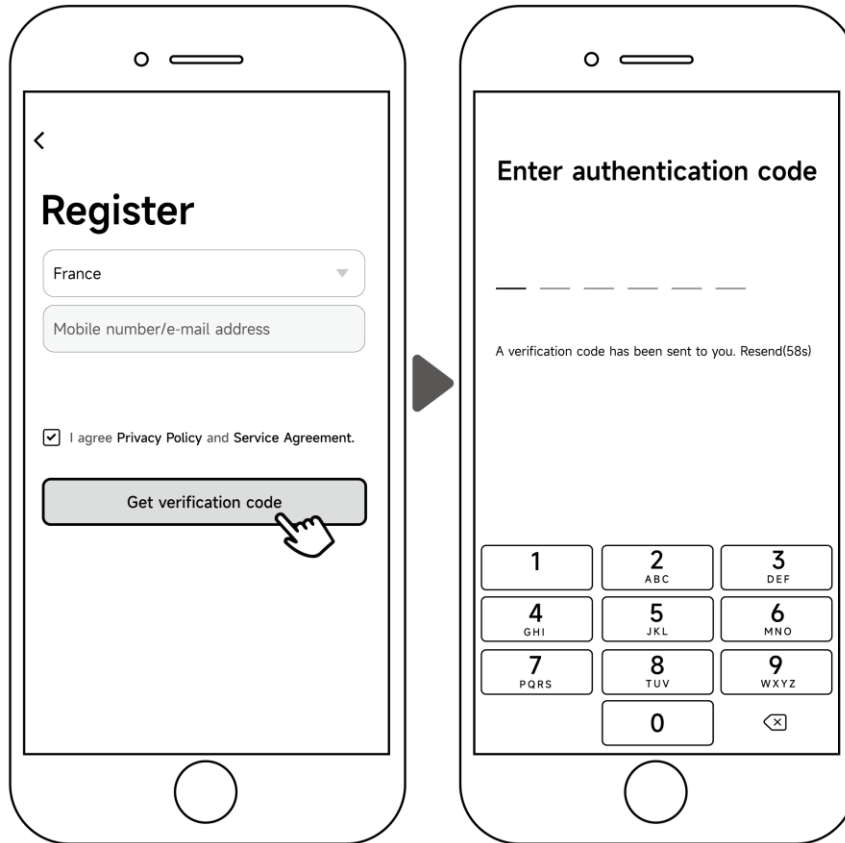 Register
France
Mobile number/e-mail address
I agree Privacy Policy and Service Agreement.
Get verification code
Enter authentication code
A verification code has been sent to you. Resend(58s)
1 2 3
ABC DEF
4 5 6
GHI JKL MNO
7 8 9
PQRS TUV WXYZ
0